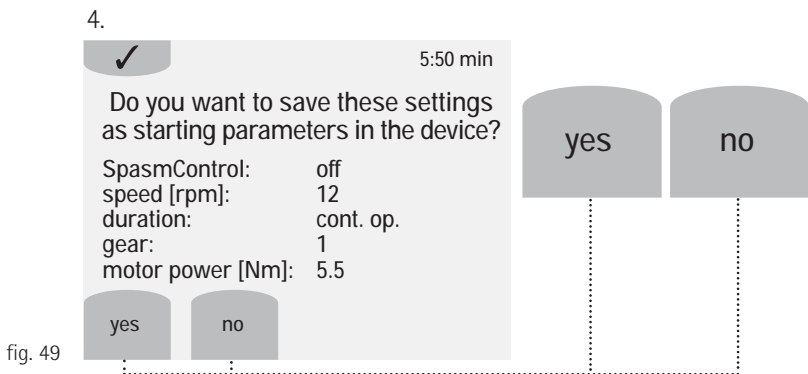 4.
✓ 5:50 min
Do you want to save these settings
as starting parameters in the device?
SpasmControl: off
speed [rpm]: 12
duration: cont. op.
gear: 1
motor power [Nm]: 5.5
yes no
yes no
fig. 49